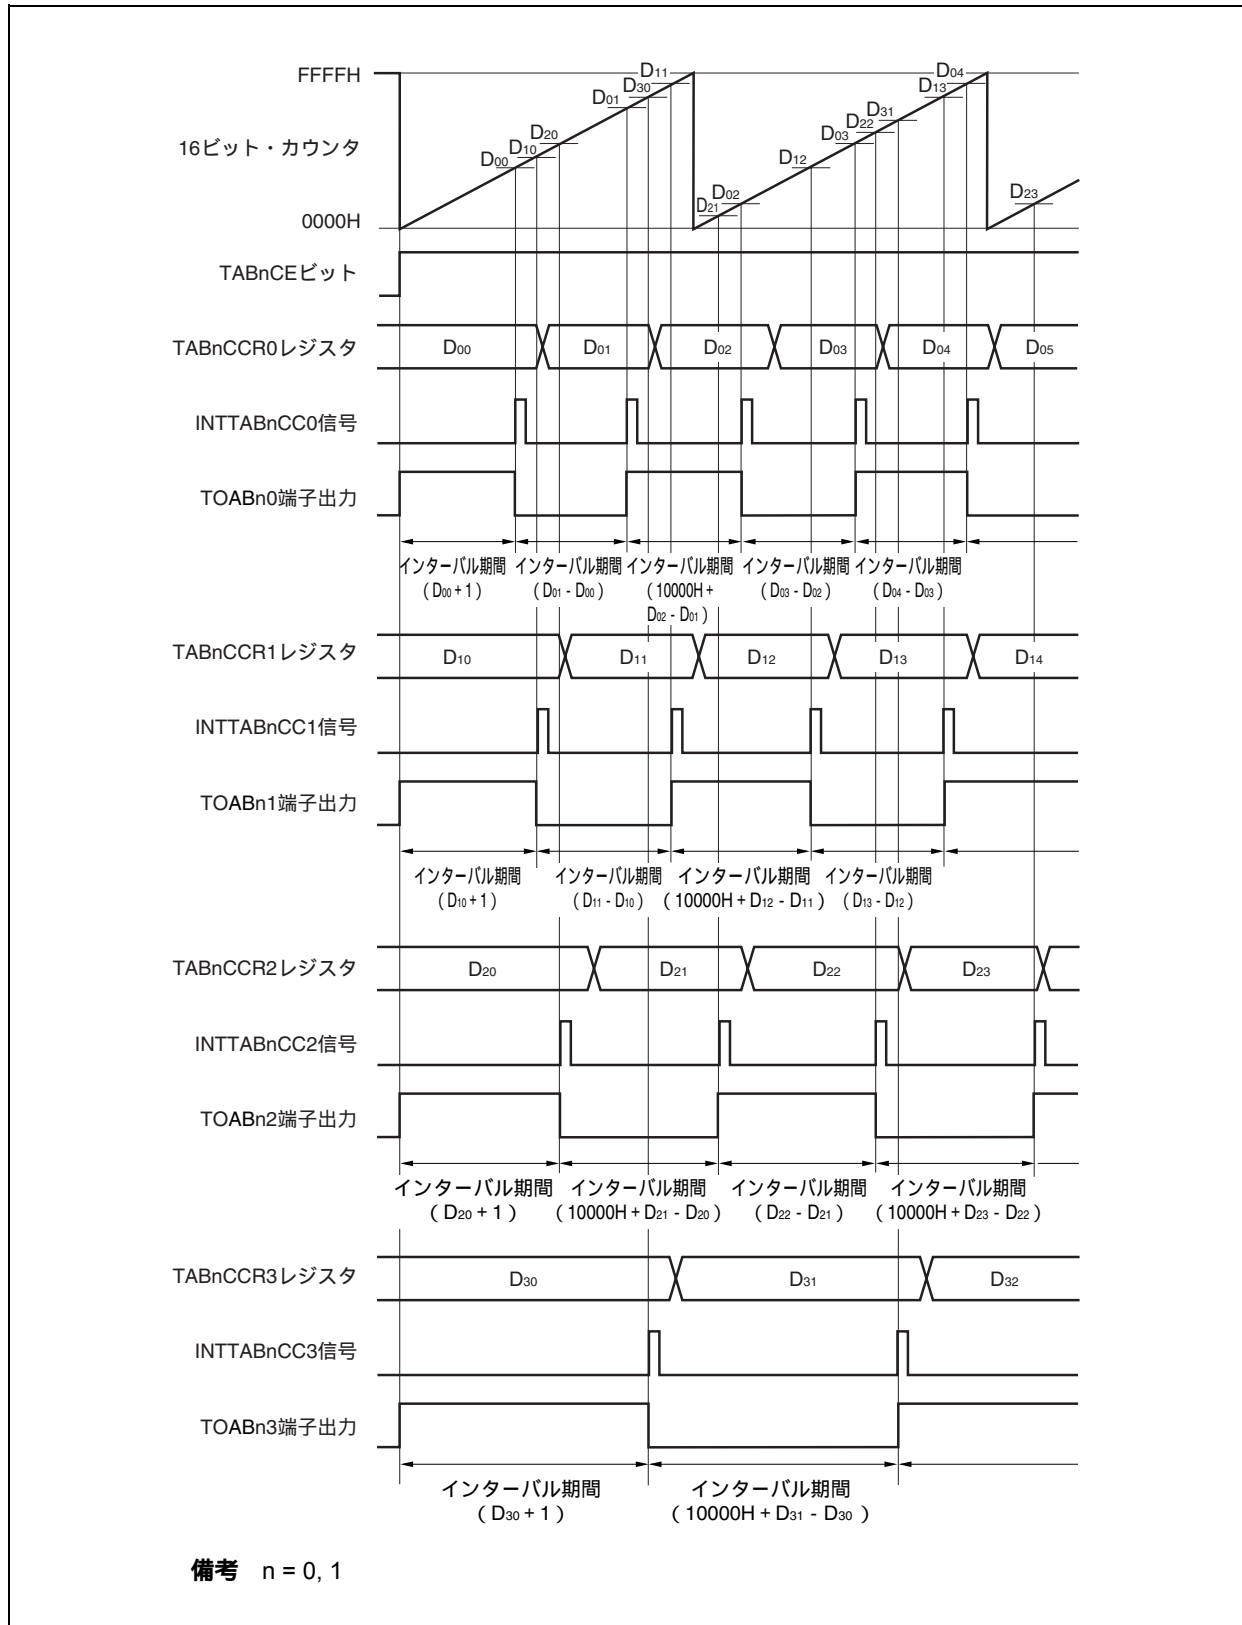 FFFFH
D11
D30
D01
D20
D10
D00
D04
D13
D31
D22
D03
D12
D02
D21
D23
16ビット・カウンタ
0000H
TABnCEビット
TABnCCR0レジスタ
D00
D01
D02
D03
D04
D05
INTTABnCC0信号
TOABn0端子出力
インターバル期間
( D00 + 1 )
インターバル期間
( D01 - D00 )
インターバル期間
( 10000H +
D02 - D01 )
インターバル期間
( D03 - D02 )
インターバル期間
( D04 - D03 )
TABnCCR1レジスタ
D10
D11
D12
D13
D14
INTTABnCC1信号
TOABn1端子出力
インターバル期間
( D10 + 1 )
インターバル期間
( D11 - D10 )
インターバル期間
( 10000H + D12 - D11 )
インターバル期間
( D13 - D12 )
TABnCCR2レジスタ
D20
D21
D22
D23
INTTABnCC2信号
TOABn2端子出力
インターバル期間
( D20 + 1 )
インターバル期間
( 10000H + D21 - D20 )
インターバル期間
( D22 - D21 )
インターバル期間
( 10000H + D23 - D22 )
TABnCCR3レジスタ
D30
D31
D32
INTTABnCC3信号
TOABn3端子出力
インターバル期間
( D30 + 1 )
インターバル期間
( 10000H + D31 - D30 )
備考 n = 0, 1